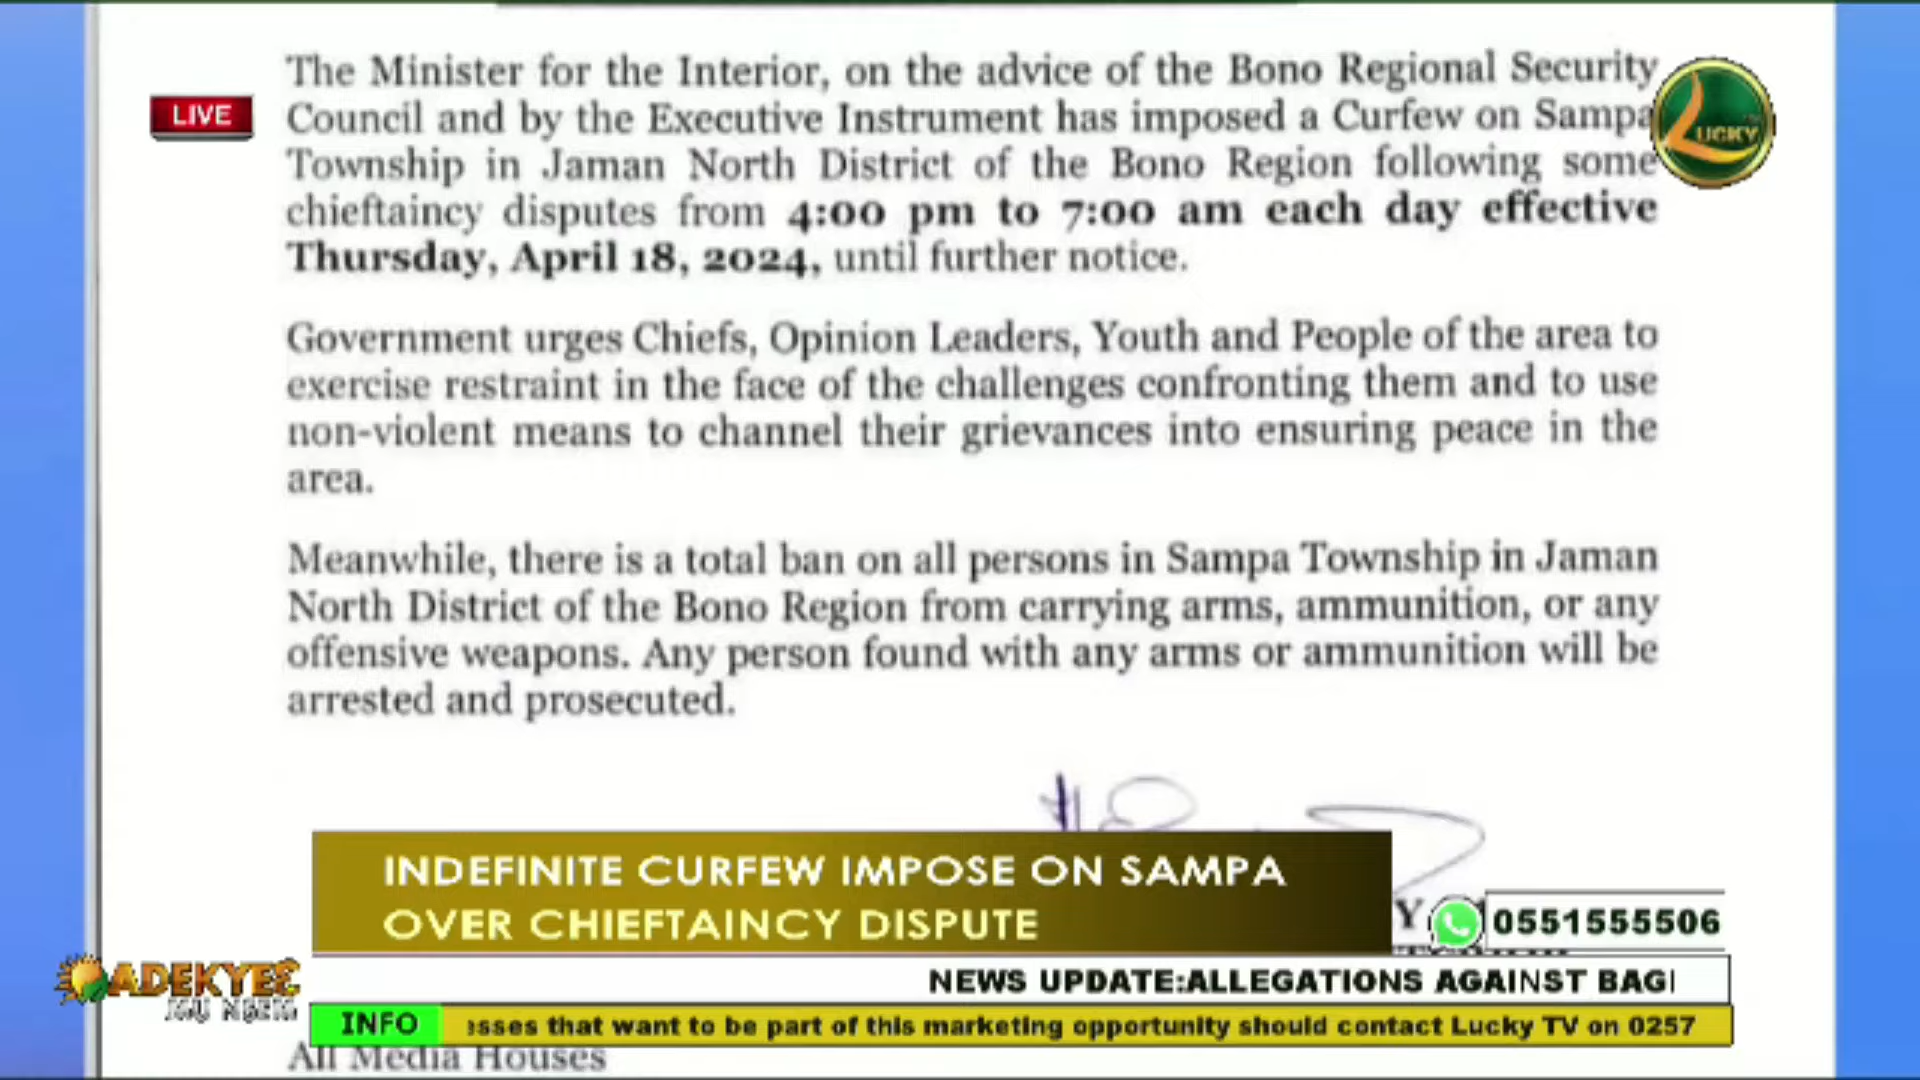 The Minister for the Interior, on the advice of the Bono Regional Security
Council and by the Executive Instrument has imposed a Curfew on Sampa
Township in Jaman North District of the Bono Region following some
chieftaincy disputes from 4:00 pm to 7:00 am each day effective
Thursday, April 18, 2024, until further notice.
LIVE
LUCKY
Government urges Chiefs, Opinion Leaders, Youth and People of the area to
exercise restraint in the face of the challenges confronting them and to use
non-violent means to channel their grievances into ensuring peace in the
area.
Meanwhile, there is a total ban on all persons in Sampa Township in Jaman
North District of the Bono Region from carrying arms, ammunition, or any
offensive weapons. Any person found with any arms or ammunition will be
arrested and prosecuted.
INDEFINITE CURFEW IMPOSE ON SAMPA
OVER CHIEFTAINCY DISPUTE
Y
0551555506
ADEKYEƐ
MU NSƐM
NEWS UPDATE:ALLEGATIONS AGAINST BAGI
INFO
sses that want to be part of this marketing opportunity should contact Lucky TV on 0257
All Media Houses